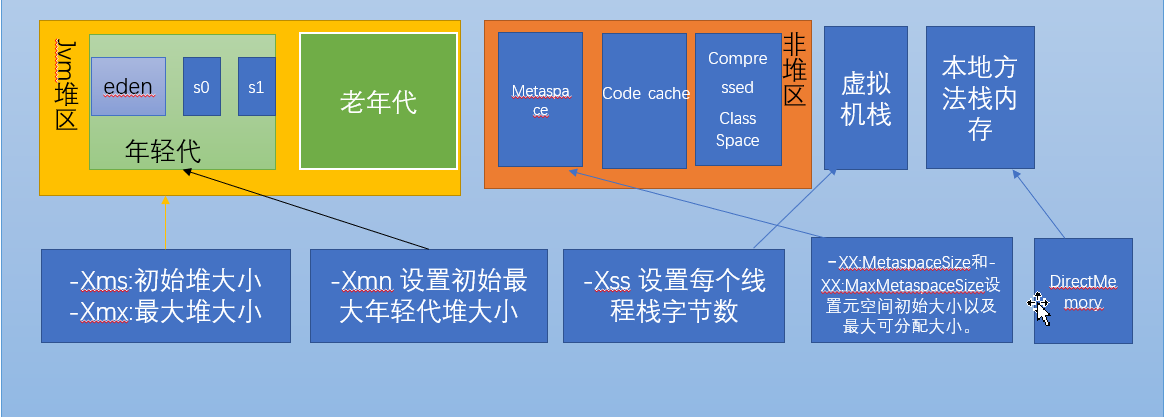 Jvm堆区
eden
s0
s1
年轻代
老年代
Metaspa
ce
Code cache
Compre
ssed
Class
Space
非堆区
虚拟
机栈
本地方
法栈内
存
-Xms:初始堆大小
-Xmx:最大堆大小
-Xmn 设置初始最
大年轻代堆大小
-Xss 设置每个线
程栈字节数
-XX:MetaspaceSize和-
XX:MaxMetaspaceSize设
置元空间初始大小以及
最大可分配大小。
DirectMe
mory